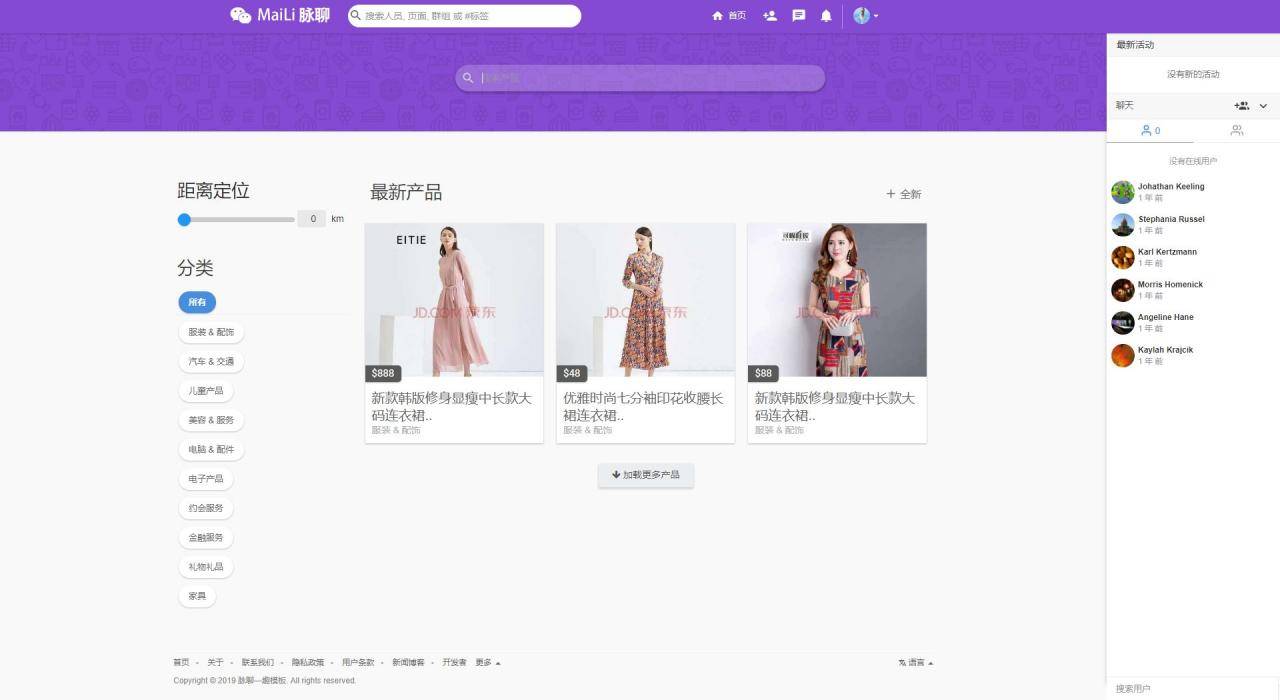 MaiLi 脉聊
搜索人员, 页面, 群组 或 #标签
首页
最新活动
没有新的活动
聊天
0
没有在线用户
Johathan Keeling
1 年 前
Stephania Russel
1 年 前
Karl Kertzmann
1 年 前
Morris Homenick
1 年 前
Angeline Hane
1 年 前
Kaylah Krajcik
1 年 前
搜索用户
搜索产品
距离定位
0 km
分类
所有
服装 & 配饰
汽车 & 交通
儿童产品
美容 & 服务
电脑 & 配件
电子产品
约会服务
金融服务
礼物礼品
家具
最新产品
+ 全新
EITIE
JD.COM 京东
$888
新款韩版修身显瘦中长款大
码连衣裙..
服装 & 配饰
JD.COM 京东
$48
优雅时尚七分袖印花收腰长
裙连衣裙..
服装 & 配饰
JD.COM 京东
$88
新款韩版修身显瘦中长款大
码连衣裙..
服装 & 配饰
加载更多产品
首页 - 关于 - 联系我们 - 隐私政策 - 用户条款 - 新闻博客 - 开发者 更多
语言
Copyright © 2019 脉聊—趣模板. All rights reserved.